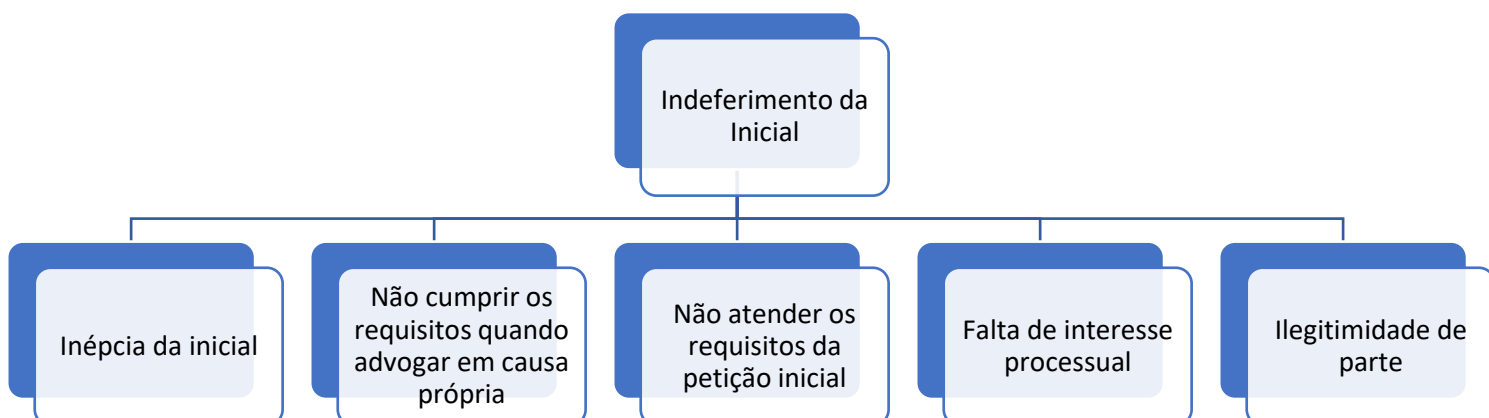 Indeferimento da
Inicial
Inépcia da inicial
Não cumprir os
requisitos quando
advogar em causa
própria
Não atender os
requisitos da
petição inicial
Falta de interesse
processual
Ilegitimidade de
parte